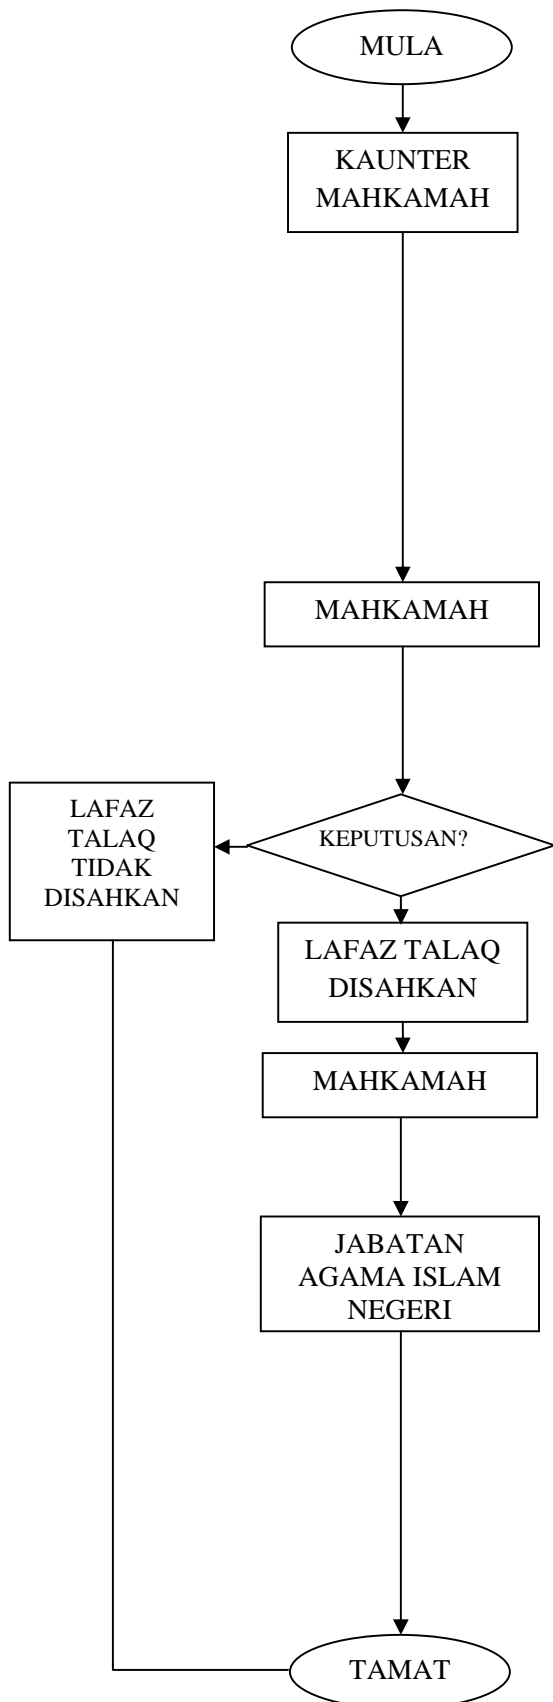 MULA
KAUNTER
MAHKAMAH
MAHKAMAH
KEPUTUSAN?
LAFAZ
TALAQ
TIDAK
DISAHKAN
LAFAZ TALAQ
DISAHKAN
MAHKAMAH
JABATAN
AGAMA ISLAM
NEGERI
TAMAT